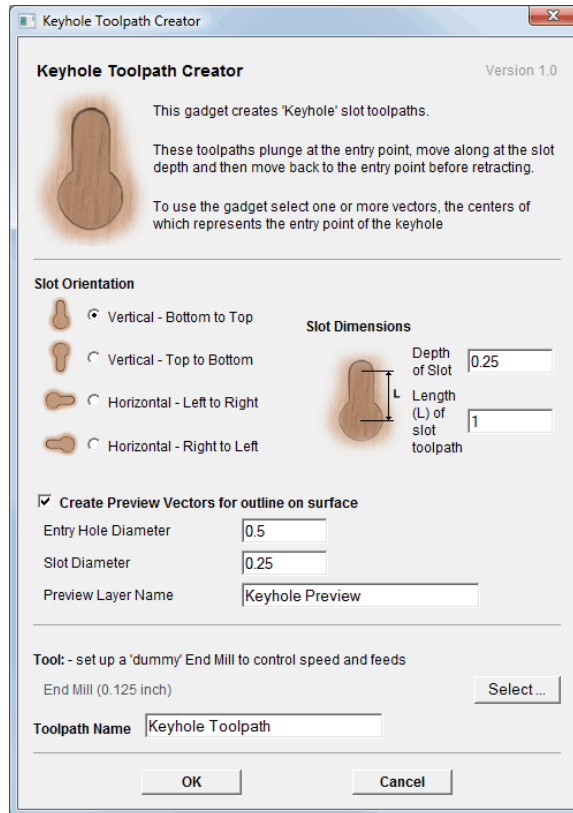 Keyhole Toolpath Creator
Keyhole Toolpath Creator
Version 1.0
This gadget creates 'Keyhole' slot toolpaths.
These toolpaths plunge at the entry point, move along at the slot
depth and then move back to the entry point before retracting.
To use the gadget select one or more vectors, the centers of
which represents the entry point of the keyhole
Slot Orientation
Vertical - Bottom to Top
Vertical - Top to Bottom
Horizontal - Left to Right
Horizontal - Right to Left
Slot Dimensions
L
Depth
of Slot
0.25
Length
(L) of
slot
toolpath
1
Create Preview Vectors for outline on surface
Entry Hole Diameter
0.5
Slot Diameter
0.25
Preview Layer Name
Keyhole Preview
Tool: - set up a 'dummy' End Mill to control speed and feeds
End Mill (0.125 inch)
Select ...
Toolpath Name
Keyhole Toolpath
OK
Cancel